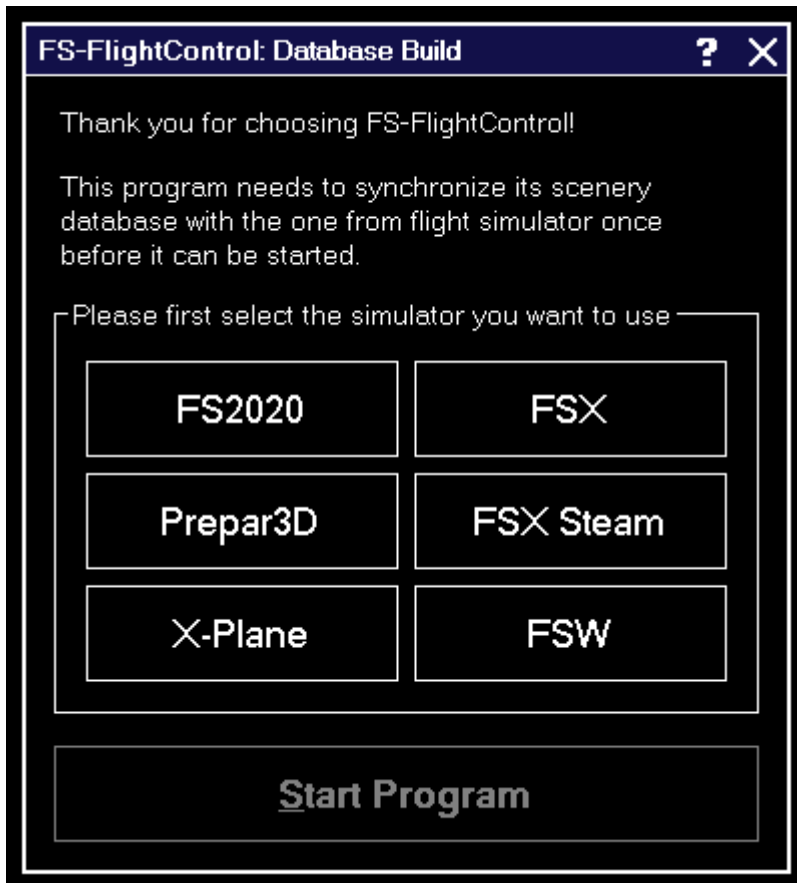 FS-FlightControl: Database Build ? X
Thank you for choosing FS-FlightControl!
This program needs to synchronize its scenery
database with the one from flight simulator once
before it can be started.
Please first select the simulator you want to use
FS2020 FSX
Prepar3D FSX Steam
X-Plane FSW
Start Program